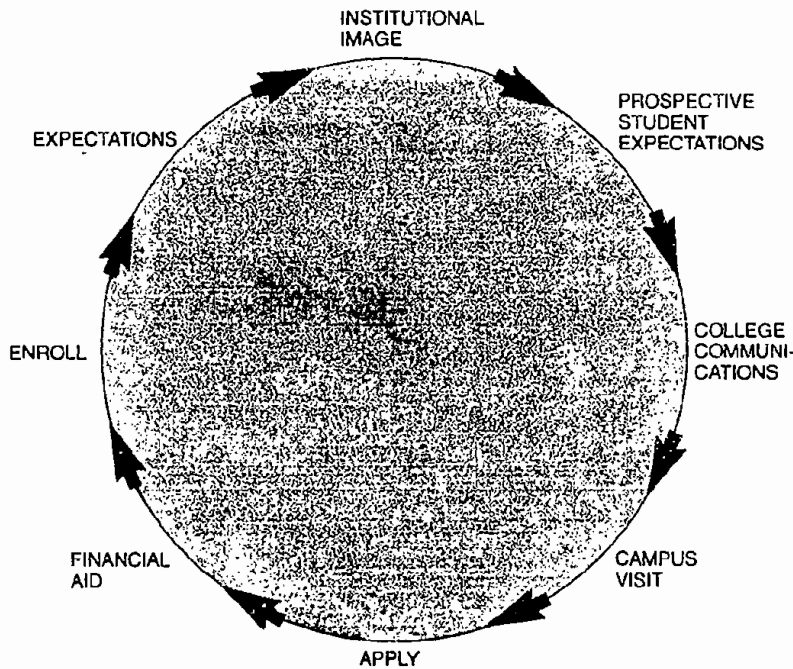 INSTITUTIONAL
IMAGE
PROSPECTIVE
STUDENT
EXPECTATIONS
COLLEGE
COMMUNI-
CATIONS
CAMPUS
VISIT
APPLY
FINANCIAL
AID
ENROLL
EXPECTATIONS